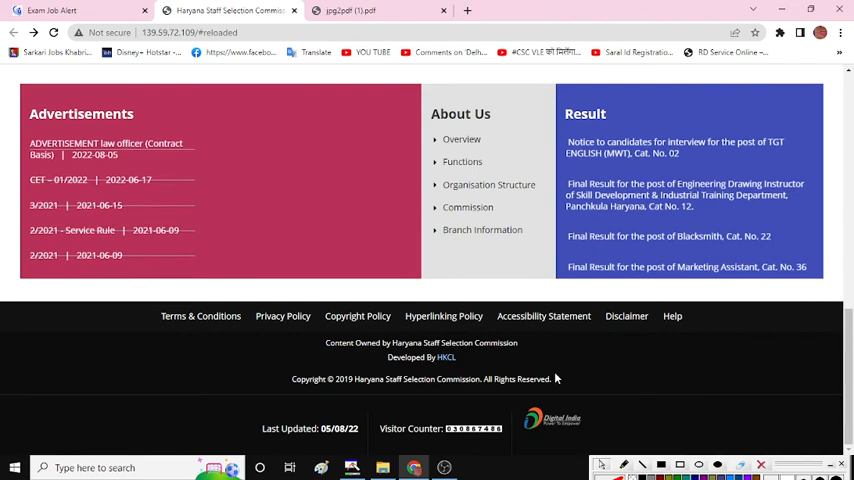 Exam Job Alert
Haryana Staff Selection Commis
jpg2pdf (1).pdf
Not secure
139.59.72.109/#reloaded
Sarkari Jobs Khabri...
Disney+ Hotstar -...
https://www.facebo...
Translate
YOU TUBE
Comments on 'Delh...
#CSC VLE को मिलेंगी...
Saral Id Registratio...
RD Service Online –...
Advertisements
ADVERTISEMENT law officer (Contract
Basis) | 2022-08-05
CET – 01/2022 | 2022-06-17
3/2021 | 2021-06-15
2/2021 - Service Rule | 2021-06-09
2/2021 | 2021-06-09
About Us
Overview
Functions
Organisation Structure
Commission
Branch Information
Result
Notice to candidates for interview for the post of TGT
ENGLISH (MWT), Cat. No. 02
Final Result for the post of Engineering Drawing Instructor
of Skill Development & Industrial Training Department,
Panchkula Haryana, Cat No. 12.
Final Result for the post of Blacksmith, Cat. No. 22
Final Result for the post of Marketing Assistant, Cat. No. 36
Terms & Conditions
Privacy Policy
Copyright Policy
Hyperlinking Policy
Accessibility Statement
Disclaimer
Help
Content Owned by Haryana Staff Selection Commission
Developed By HKCL
Copyright © 2019 Haryana Staff Selection Commission. All Rights Reserved.
Last Updated: 05/08/22
Visitor Counter: 030867486
Digital India
Power To Empower
Type here to search